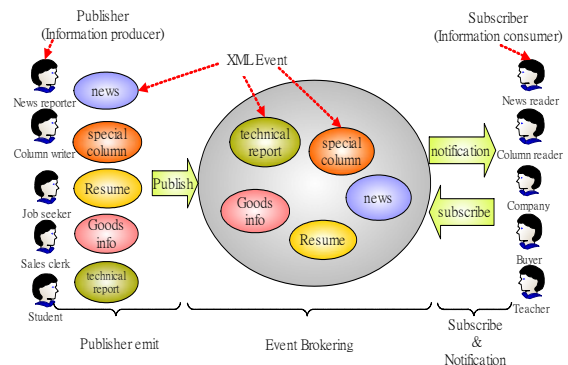 Publisher
(Information producer)
Subscriber
(Information consumer)
XML Event
News reporter
news
Column writer
special
column
Job seeker
Resume
Sales clerk
Goods
info
Student
technical
report
Publish
technical
report
special
column
Goods
info
news
Resume
notification
subscribe
News reader
Column reader
Company
Buyer
Teacher
Publisher emit
Event Brokering
Subscribe
&
Notification